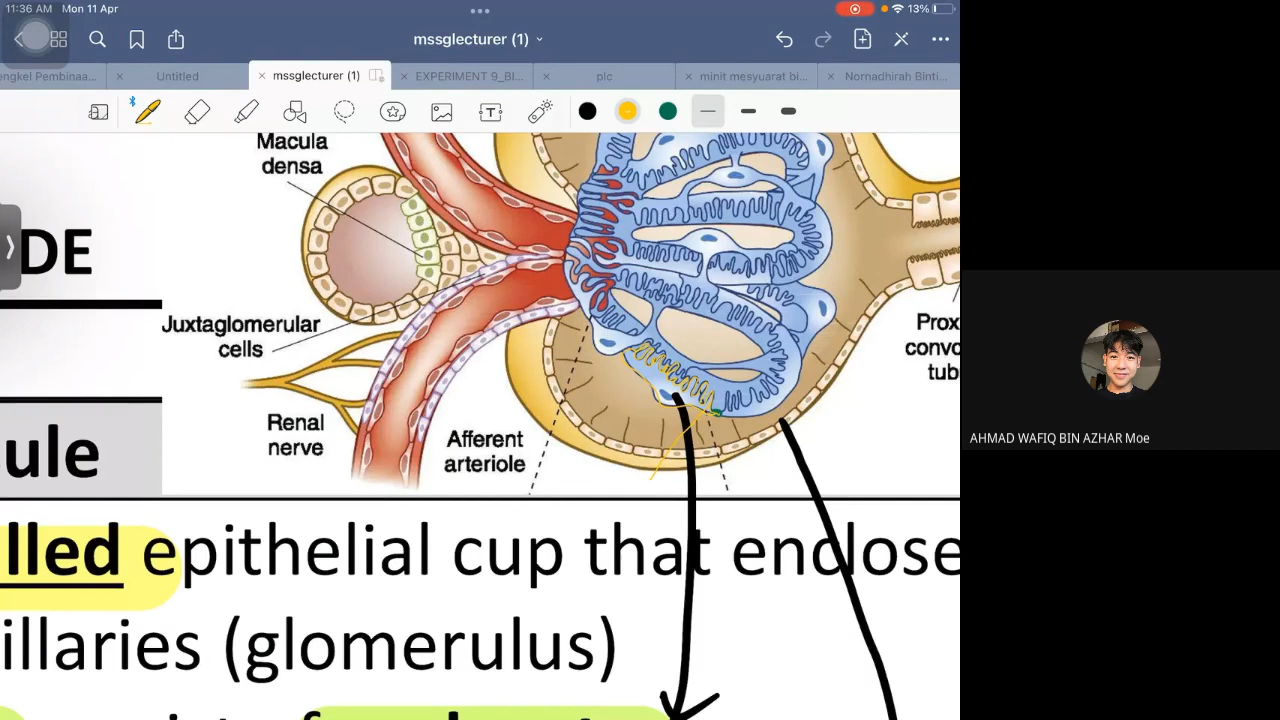 11:36 AM Mon 11 Apr
13%
mssglecturer (1)
engkel Pembinaa...
Untitled
mssglecturer (1)
EXPERIMENT 9_BI...
plc
minit mesyuarat bi...
Nornadhirah Binti...
Macula
densa
DE
Juxtaglomerular
cells
Prox
convo
tub
Renal
nerve
Afferent
arteriole
ule
AHMAD WAFIQ BIN AZHAR Moe
lled epithelial cup that enclose
illaries (glomerulus)